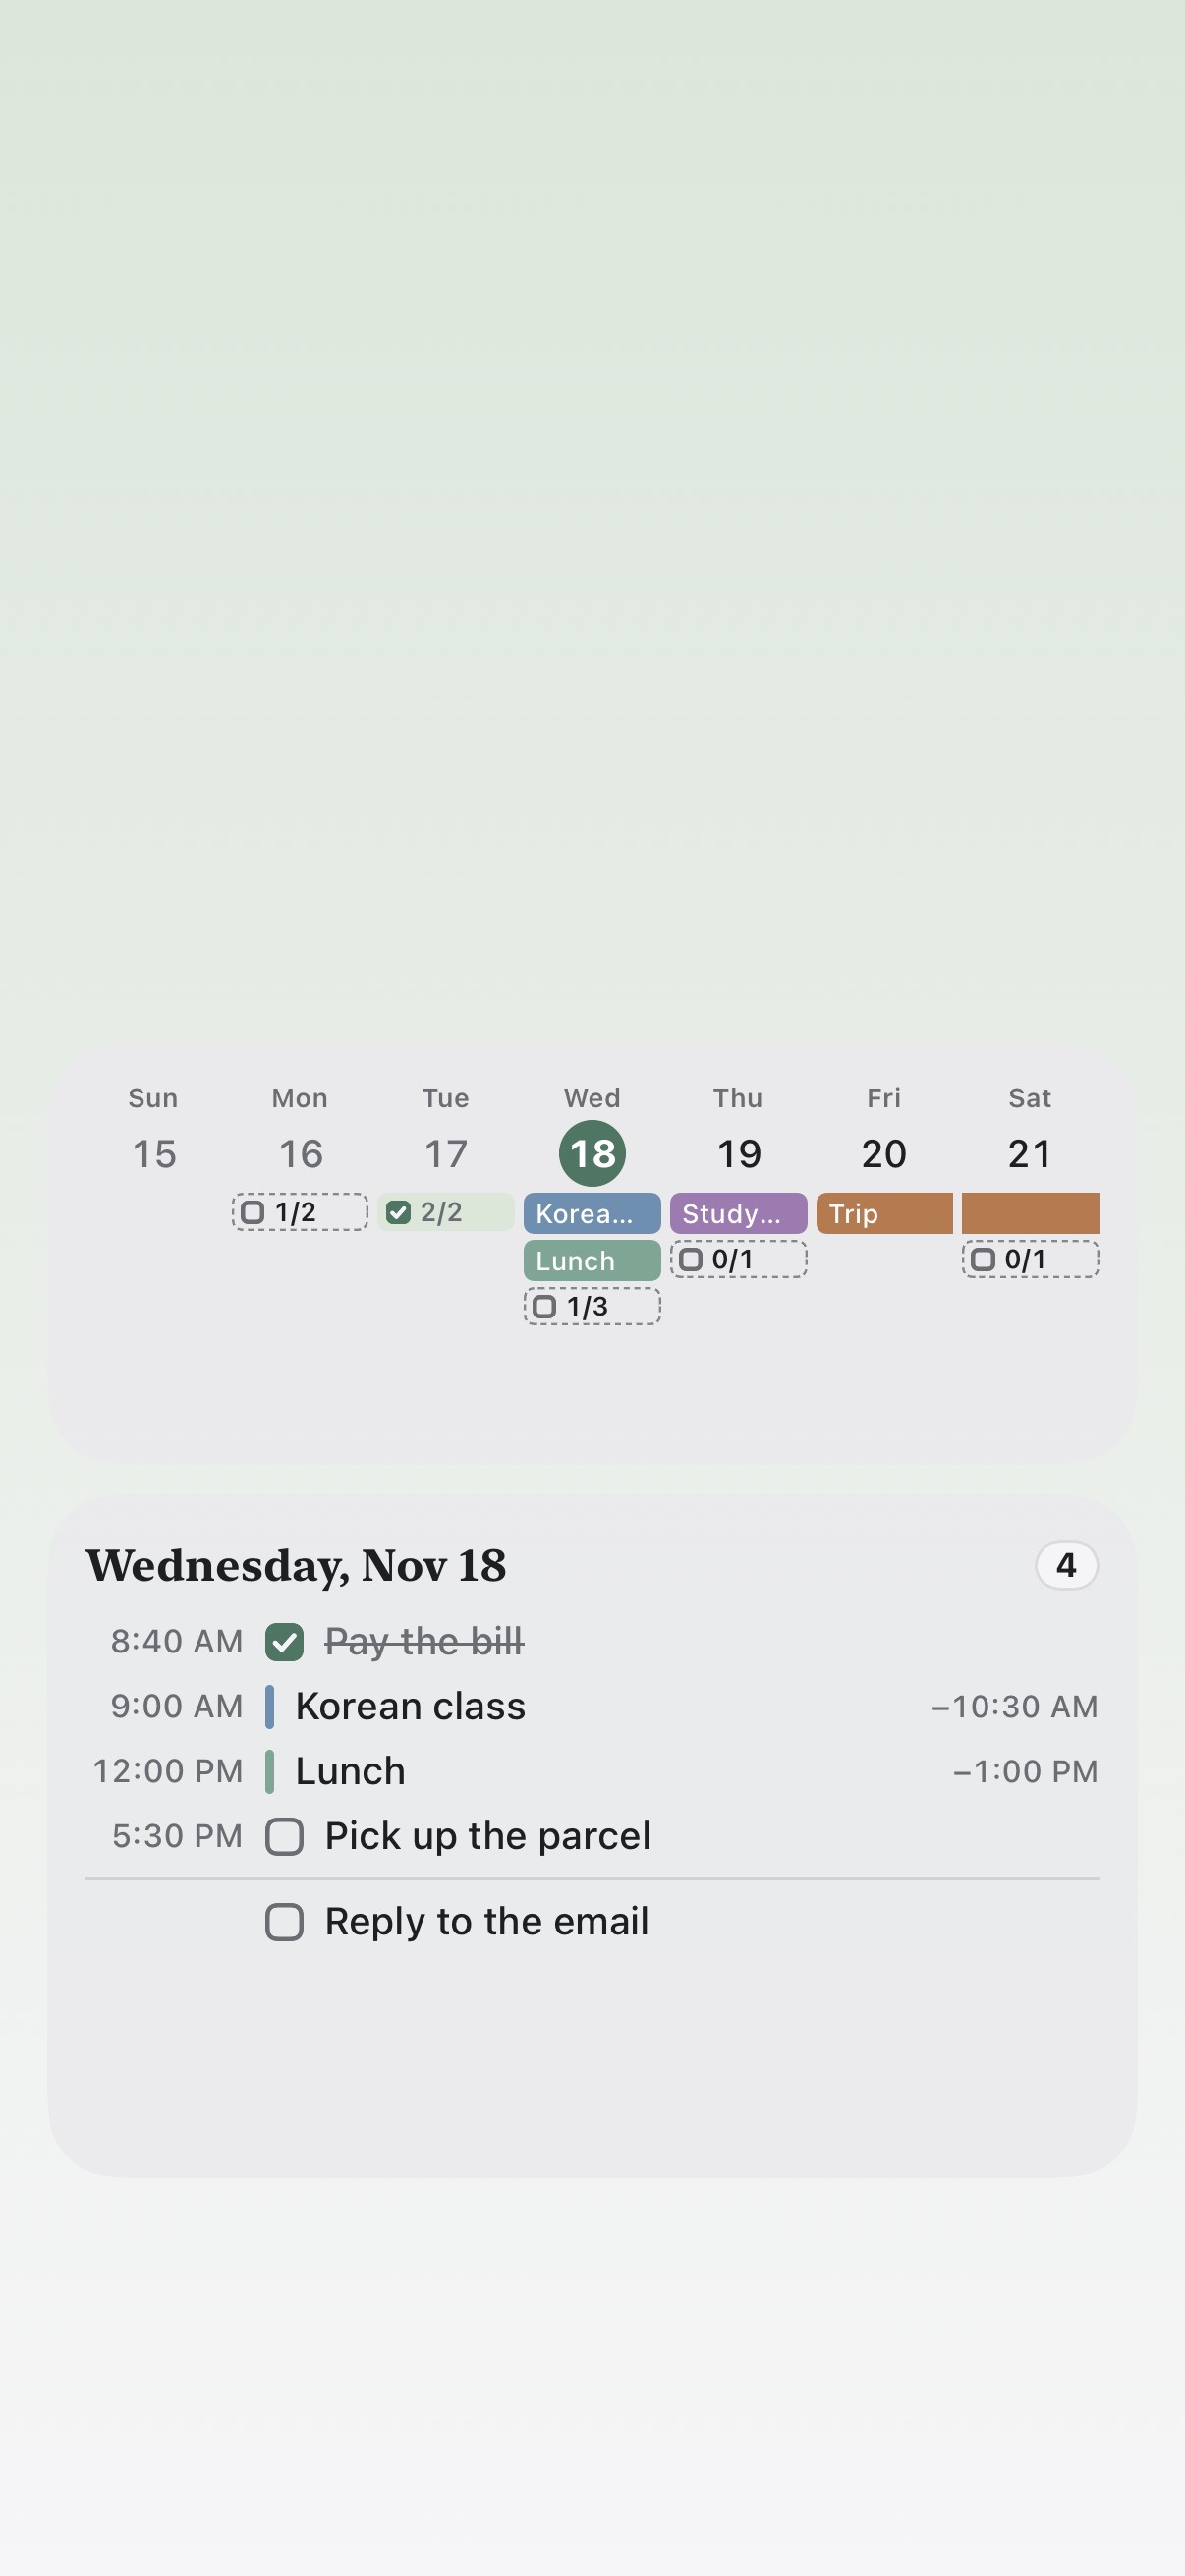 Sun Mon Tue Wed Thu Fri Sat
15 16 17 18 19 20 21
1/2 2/2 Korea... Study... Trip
Lunch 0/1 0/1
1/3
Wednesday, Nov 18 4
8:40 AM Pay the bill
9:00 AM Korean class –10:30 AM
12:00 PM Lunch –1:00 PM
5:30 PM Pick up the parcel
Reply to the email